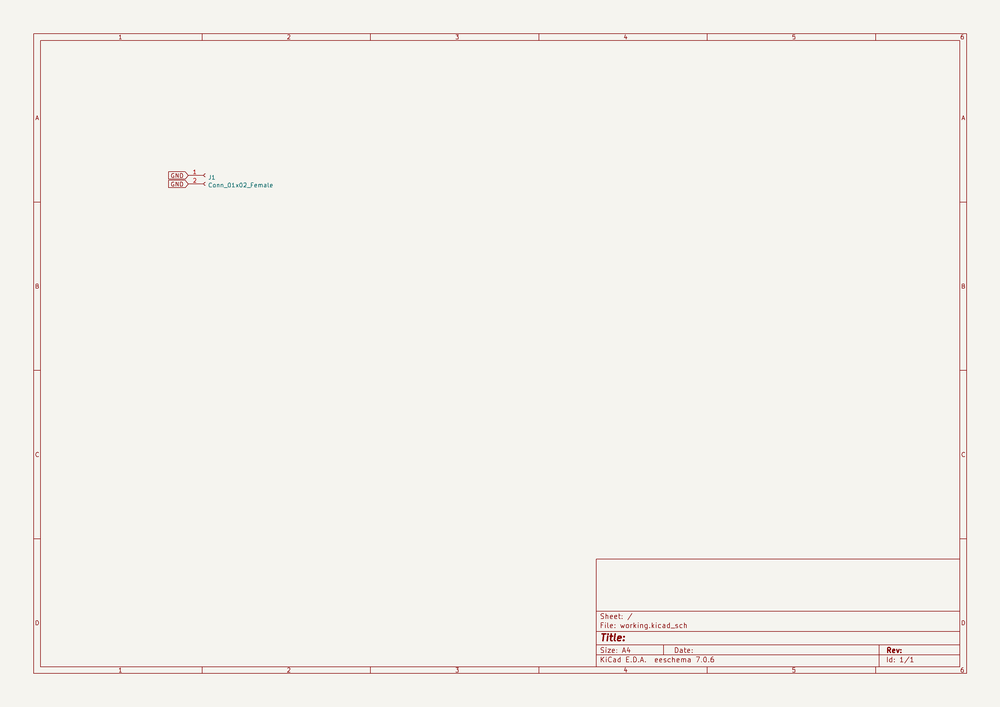 1 2 3 4 5 6
A A
GND 1
J1
GND 2
Conn_01x02_Female
B B
C C
Sheet: /
File: working.kicad_sch
D D
Title:
Size: A4 Date: Rev:
KiCad E.D.A. eeschema 7.0.6 Id: 1/1
1 2 3 4 5 6